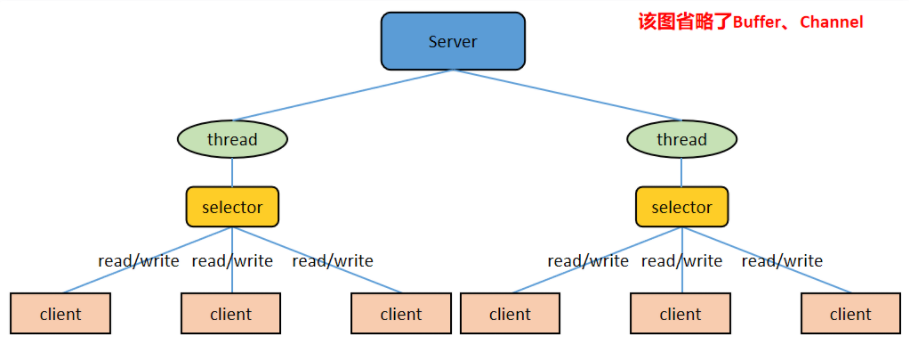 该图省略了Buffer、Channel
Server
thread thread
selector selector
read/write read/write read/write read/write read/write read/write
client client client client client client